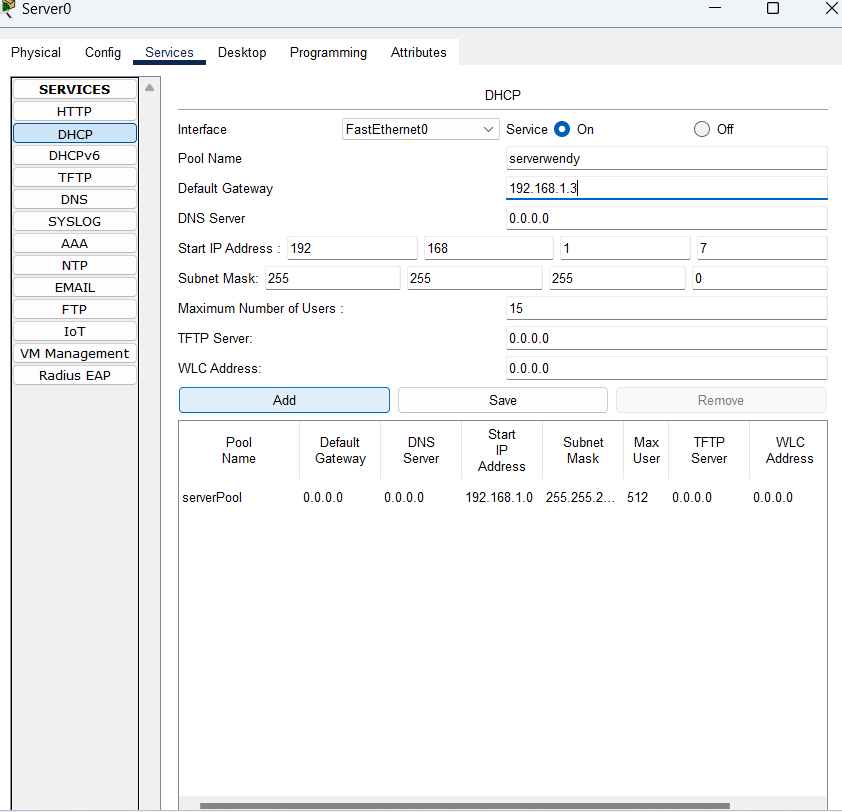 Server0
Physical Config Services Desktop Programming Attributes
SERVICES
HTTP
DHCP
DHCPv6
TFTP
DNS
SYSLOG
AAA
NTP
EMAIL
FTP
IoT
VM Management
Radius EAP
DHCP
Interface FastEthernet0 Service On Off
Pool Name serverwendy
Default Gateway 192.168.1.3
DNS Server 0.0.0.0
Start IP Address : 192 168 1 7
Subnet Mask: 255 255 255 0
Maximum Number of Users : 15
TFTP Server: 0.0.0.0
WLC Address: 0.0.0.0
Add Save Remove
Pool Name Default Gateway DNS Server Start IP Address Subnet Mask Max User TFTP Server WLC Address
serverPool 0.0.0.0 0.0.0.0 192.168.1.0 255.255.2... 512 0.0.0.0 0.0.0.0